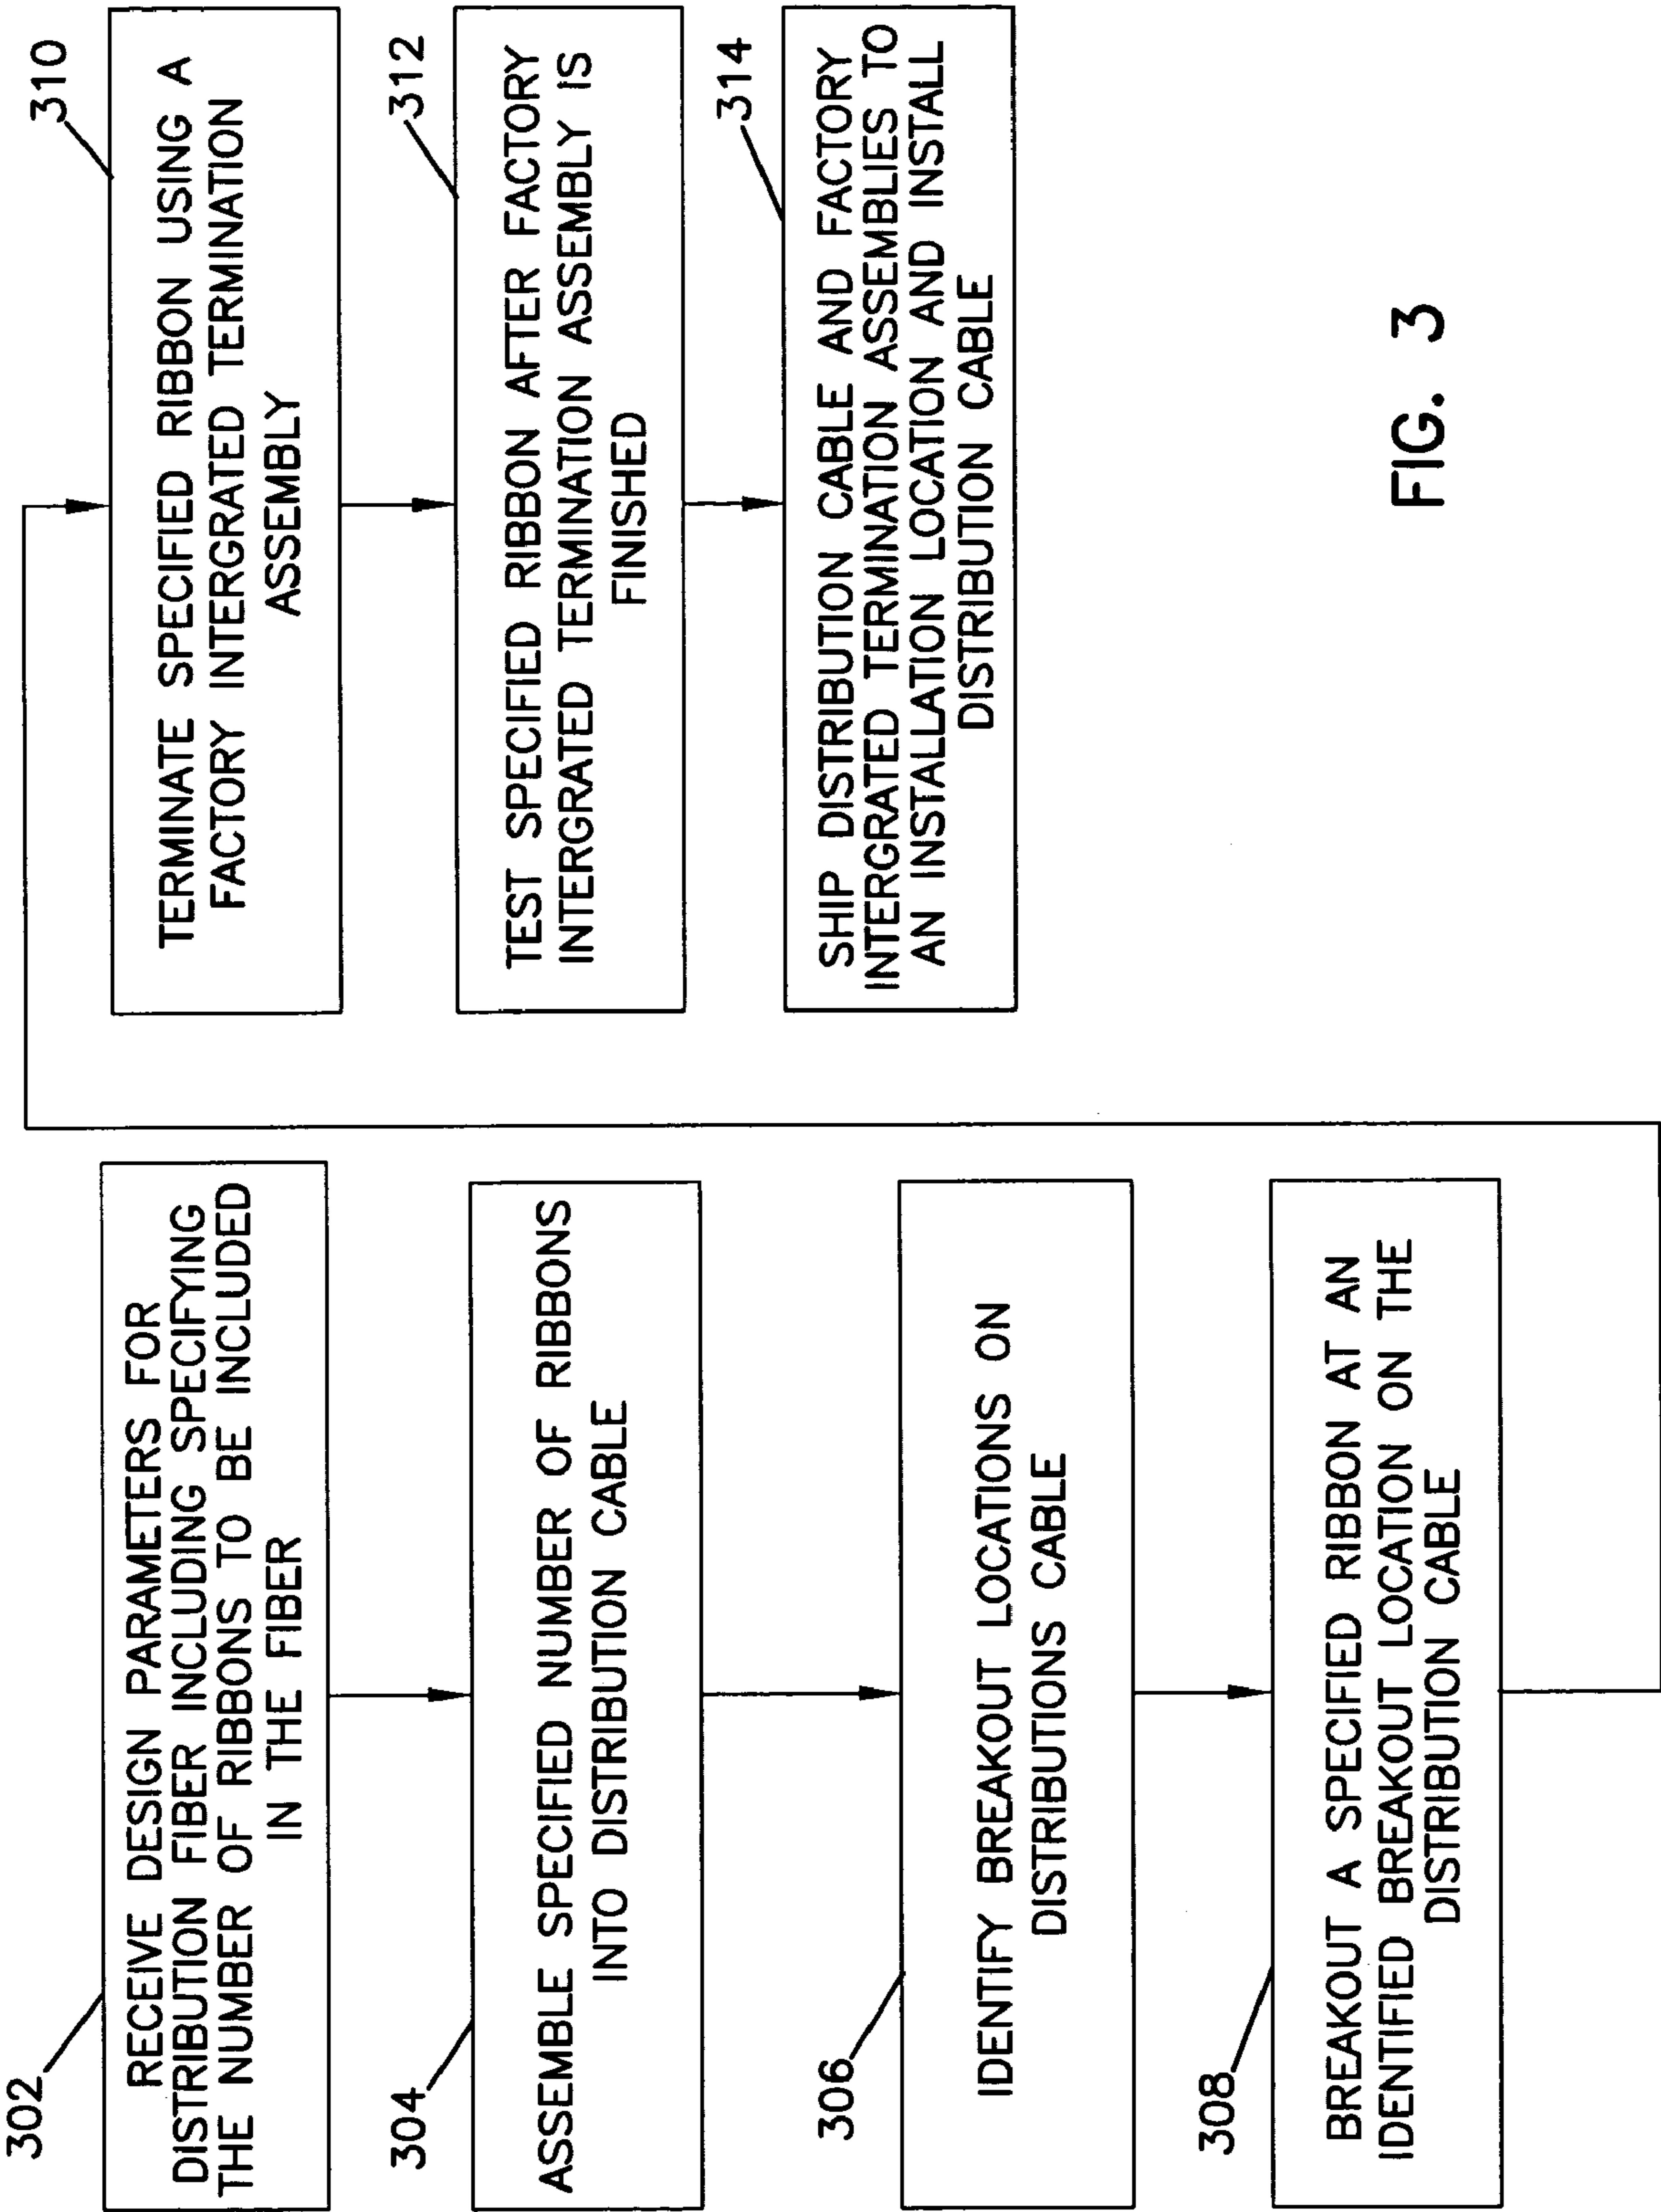 302
RECEIVE DESIGN PARAMETERS FOR
DISTRIBUTION FIBER INCLUDING SPECIFYING
THE NUMBER OF RIBBONS TO BE INCLUDED
IN THE FIBER
304
ASSEMBLE SPECIFIED NUMBER OF RIBBONS
INTO DISTRIBUTION CABLE
306
IDENTIFY BREAKOUT LOCATIONS ON
DISTRIBUTIONS CABLE
308
BREAKOUT A SPECIFIED RIBBON AT AN
IDENTIFIED BREAKOUT LOCATION ON THE
DISTRIBUTION CABLE
310
TERMINATE SPECIFIED RIBBON USING A
FACTORY INTERGRATED TERMINATION
ASSEMBLY
312
TEST SPECIFIED RIBBON AFTER FACTORY
INTERGRATED TERMINATION ASSEMBLY IS
FINISHED
314
SHIP DISTRIBUTION CABLE AND FACTORY
INTERGRATED TERMINATION ASSEMBLIES TO
AN INSTALLATION LOCATION AND INSTALL
DISTRIBUTION CABLE
FIG. 3